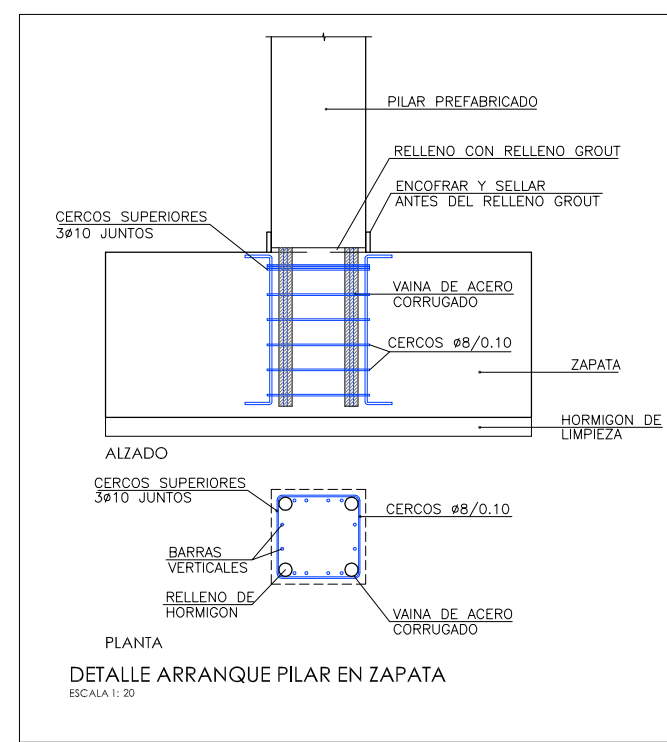 PILAR PREFABRICADO
RELLENO CON RELLENO GROUT
ENCOFRAR Y SELLAR
ANTES DEL RELLENO GROUT
CERCOS SUPERIORES
3ø10 JUNTOS
VAINA DE ACERO
CORRUGADO
CERCOS ø8/0.10
ZAPATA
HORMIGON DE
LIMPIEZA
ALZADO
CERCOS SUPERIORES
3ø10 JUNTOS
CERCOS ø8/0.10
BARRAS
VERTICALES
RELLENO DE
HORMIGON
VAINA DE ACERO
CORRUGADO
PLANTA
DETALLE ARRANQUE PILAR EN ZAPATA
ESCALA 1: 20